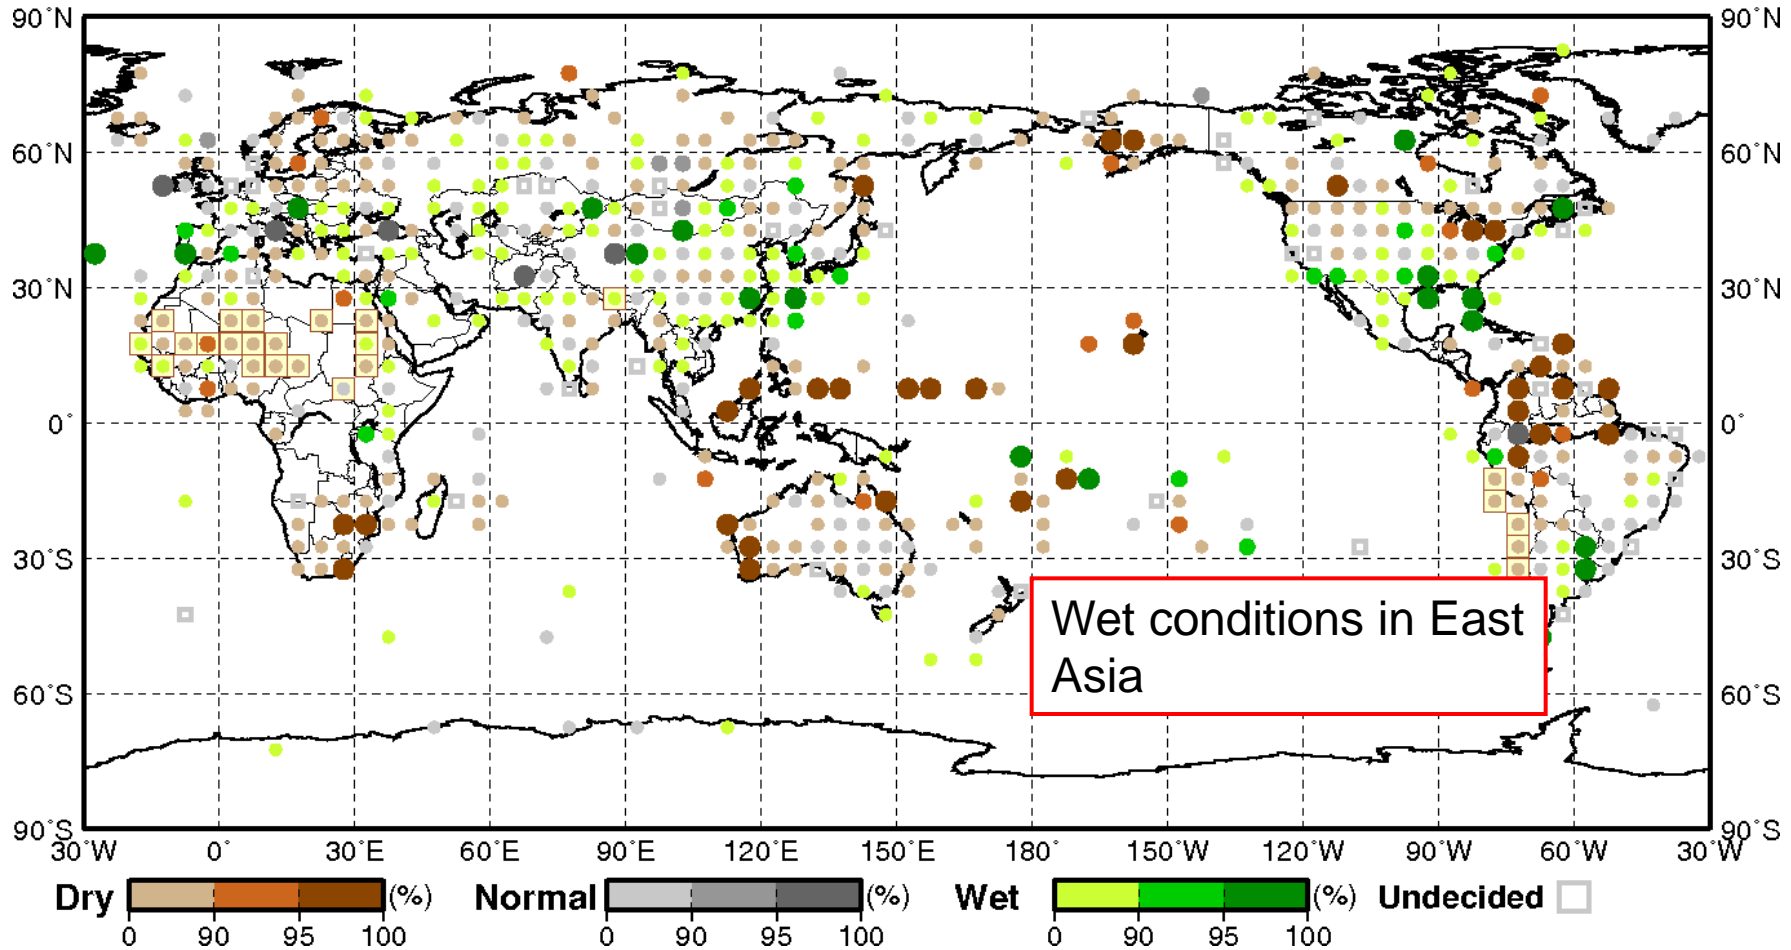 90°N 90°N
60°N 60°N
30°N 30°N
0° 0°
30°S 30°S
Wet conditions in East
Asia
60°S 60°S
90°S 90°S
30°W 0° 30°E 60°E 90°E 120°E 150°E 180° 150°W 120°W 90°W 60°W 30°W
Dry (%) Normal (%) Wet (%) Undecided
0 90 95 100 0 90 95 100 0 90 95 100